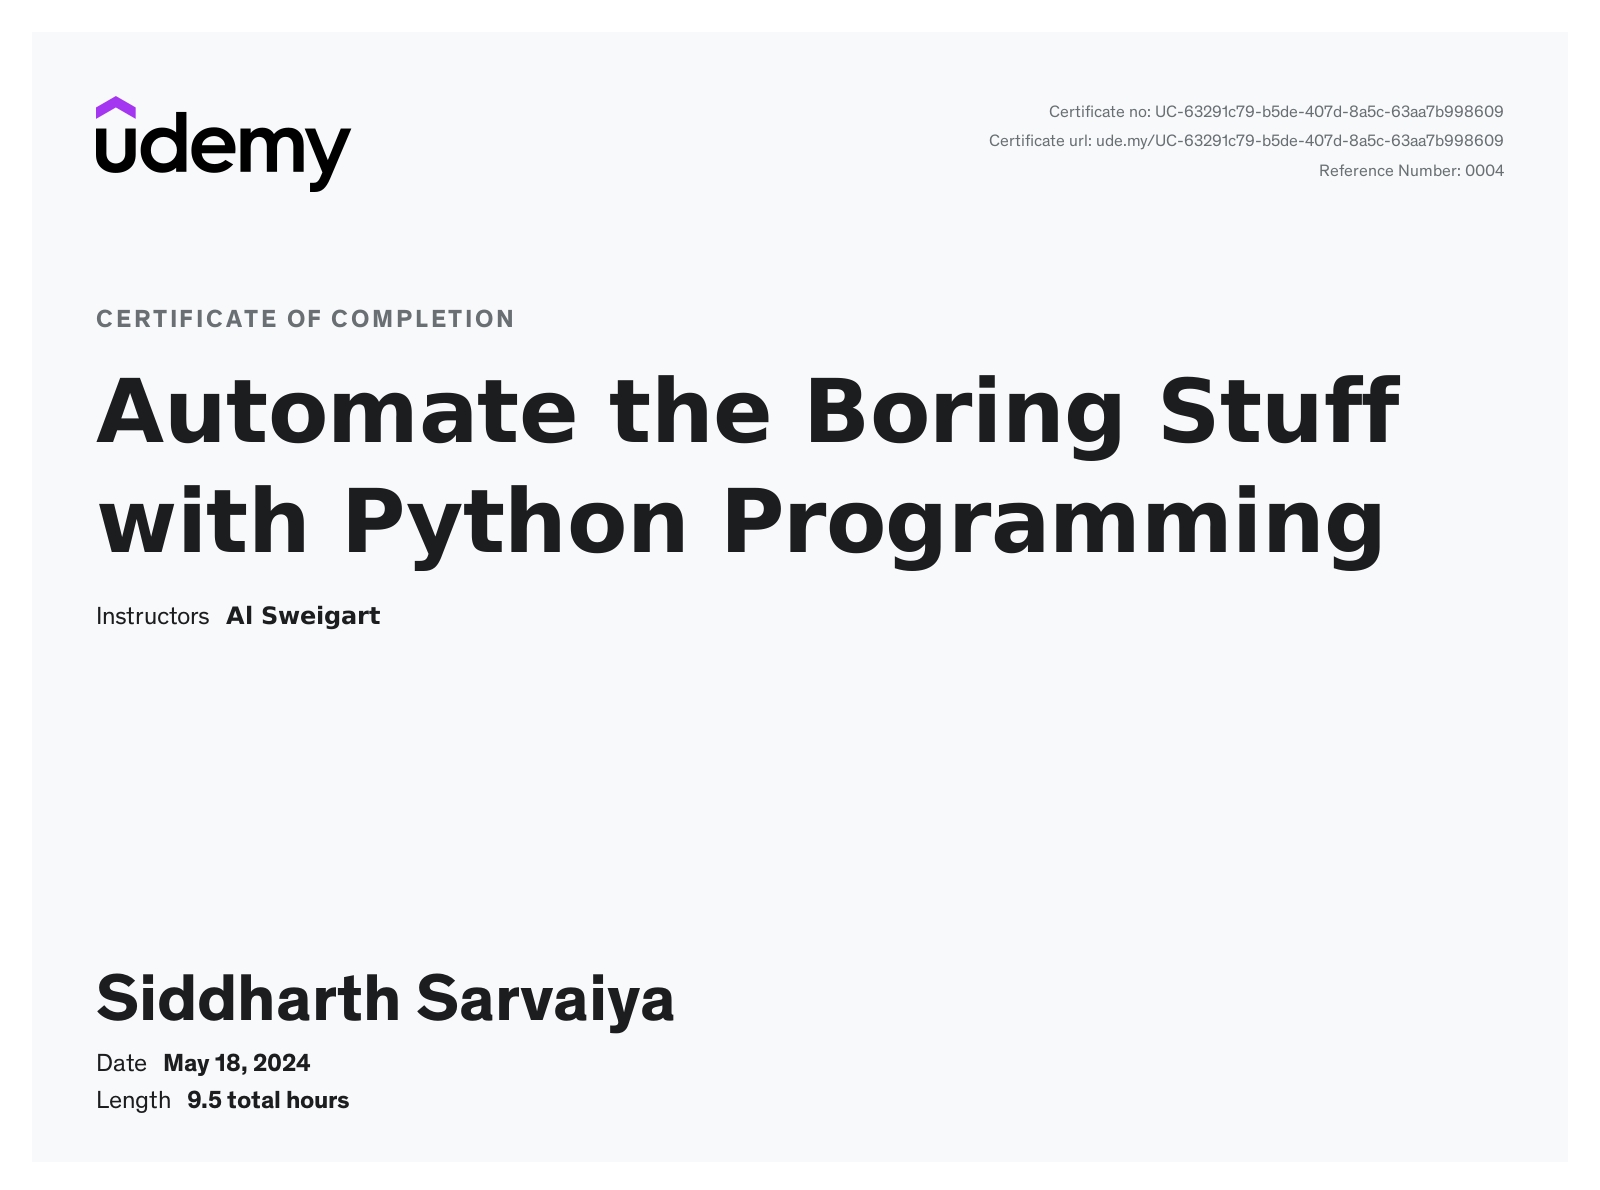 udemy
Certificate no: UC-63291c79-b5de-407d-8a5c-63aa7b998609
Certificate url: ude.my/UC-63291c79-b5de-407d-8a5c-63aa7b998609
Reference Number: 0004
CERTIFICATE OF COMPLETION
Automate the Boring Stuff
with Python Programming
Instructors Al Sweigart
Siddharth Sarvaiya
Date May 18, 2024
Length 9.5 total hours